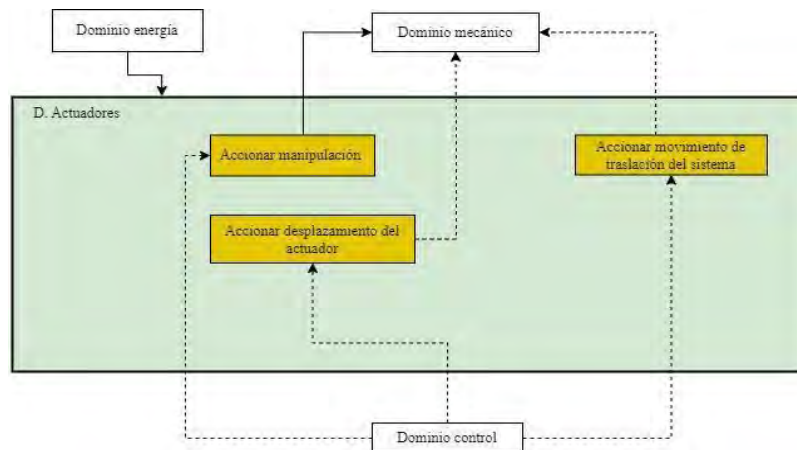 Dominio energía
Dominio mecánico
D. Actuadores
Accionar manipulación
Accionar movimiento de
traslación del sistema
Accionar desplazamiento del
actuador
Dominio control